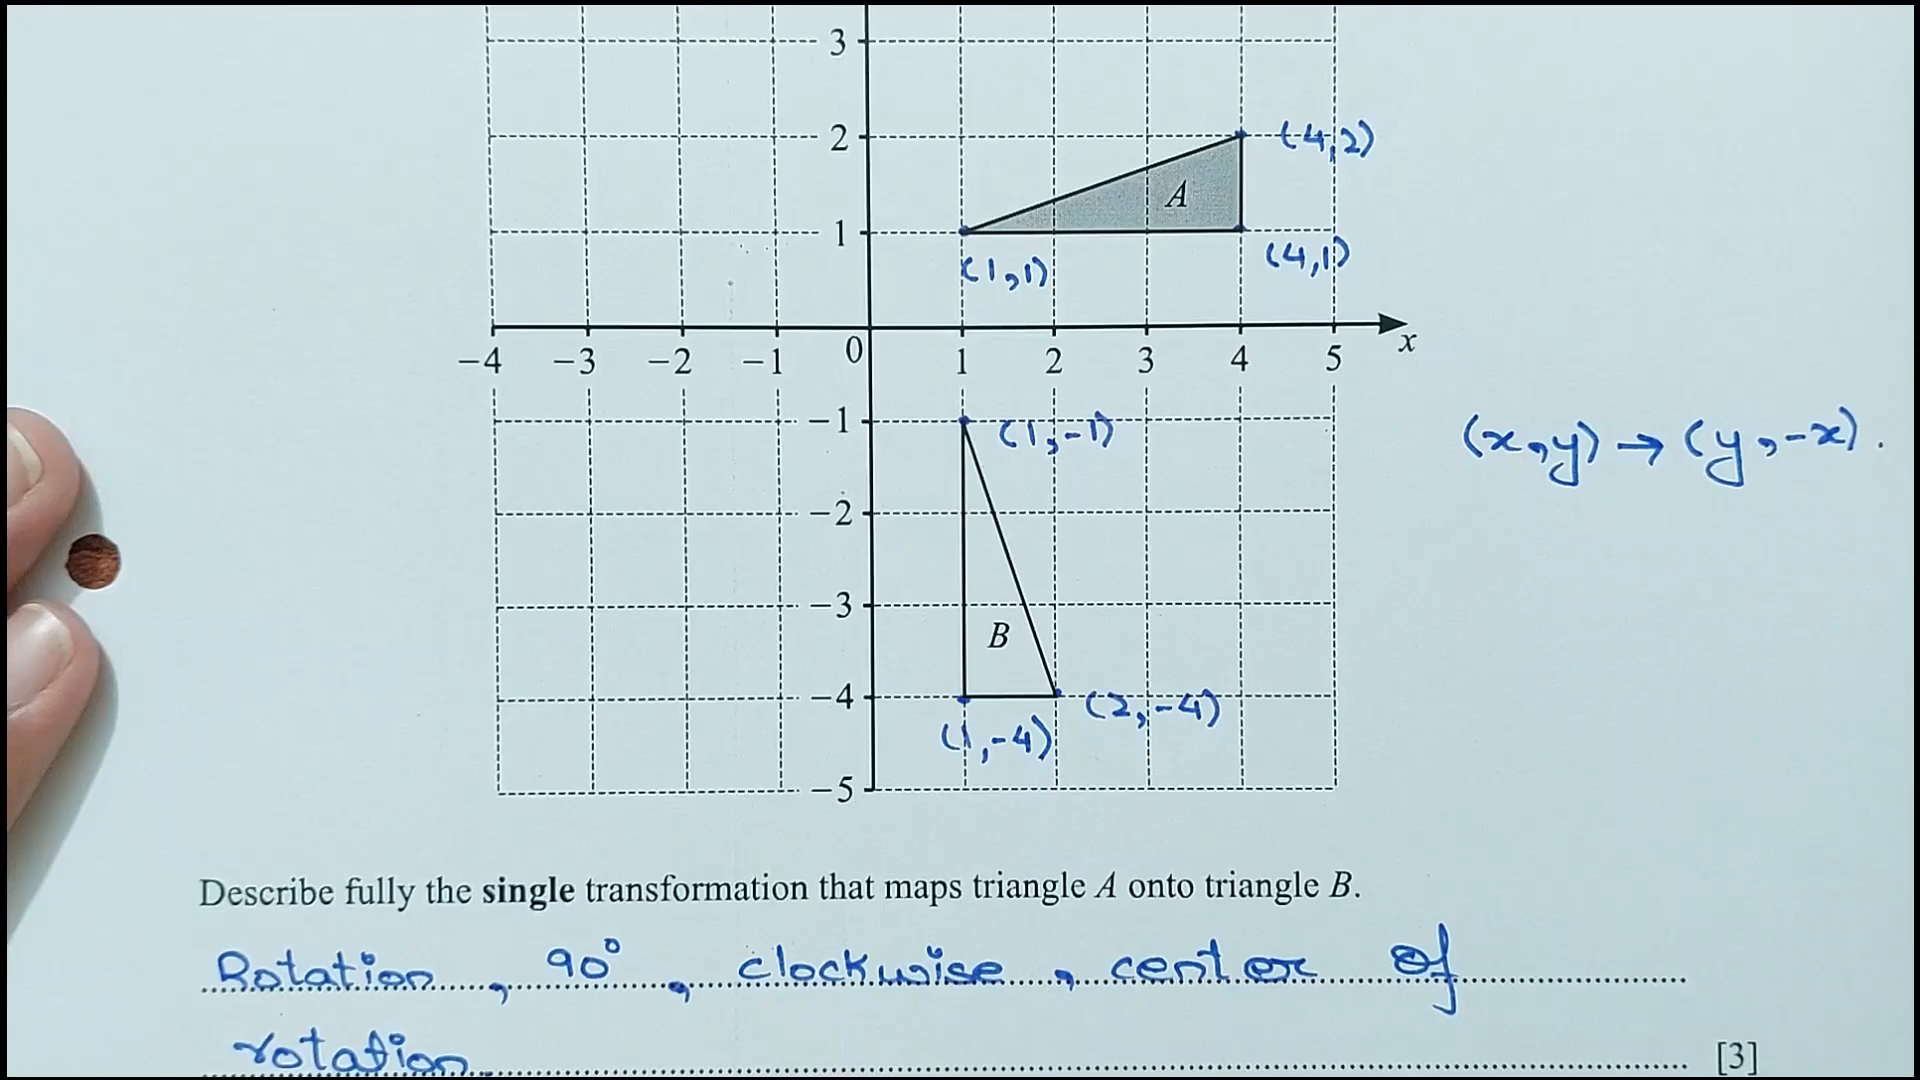 3
2 (4,2)
A
1
(1,1) (4,1)
-4 -3 -2 -1 0 1 2 3 4 5 x
-1 (1,-1)
(x,y) → (y,-x).
-2
-3
B
-4 (2,-4)
(1,-4)
-5
Describe fully the single transformation that maps triangle A onto triangle B.
Rotation, 90°, clockwise, center of
rotation [3]